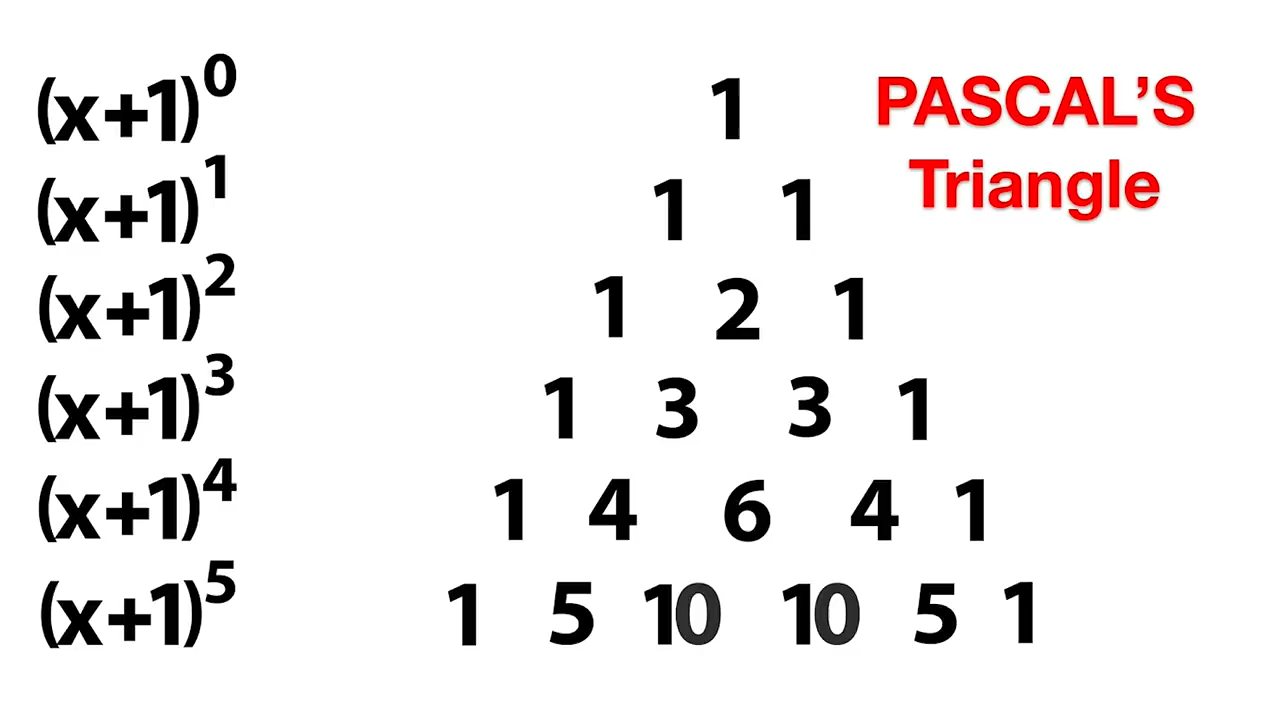 (x+1)⁰ 1 PASCAL'S
(x+1)¹ 1 1 Triangle
(x+1)² 1 2 1
(x+1)³ 1 3 3 1
(x+1)⁴ 1 4 6 4 1
(x+1)⁵ 1 5 10 10 5 1